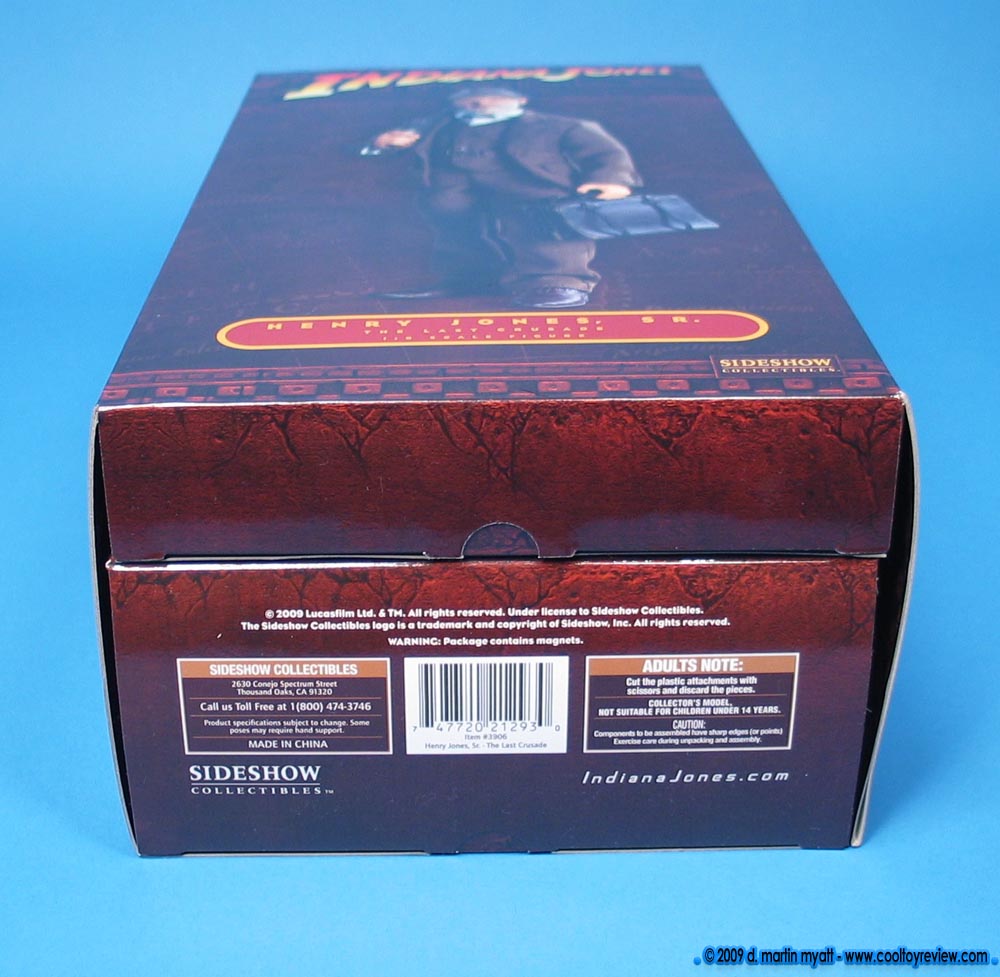 INDIANA JONES
HENRY JONES, SR.
THE LAST CRUSADE
1:6 SCALE FIGURE
SIDESHOW
COLLECTIBLES
© 2009 Lucasfilm Ltd. & TM. All rights reserved. Under license to Sideshow Collectibles.
The Sideshow Collectibles logo is a trademark and copyright of Sideshow, Inc. All rights reserved.
WARNING: Package contains magnets.
SIDESHOW COLLECTIBLES
2630 Conejo Spectrum Street
Thousand Oaks, CA 91320
Call us Toll Free at 1(800) 474-3746
Product specifications subject to change. Some
poses may require hand support.
MADE IN CHINA
7 47720 21293 0
Item #3906
Henry Jones, Sr. - The Last Crusade
ADULTS NOTE:
Cut the plastic attachments with
scissors and discard the pieces.
COLLECTOR'S MODEL,
NOT SUITABLE FOR CHILDREN UNDER 14 YEARS.
CAUTION:
Components to be assembled have sharp edges (or points)
Exercise care during unpacking and assembly.
SIDESHOW
COLLECTIBLES™
IndianaJones.com
© 2009 d. martin myatt - www.cooltoyreview.com